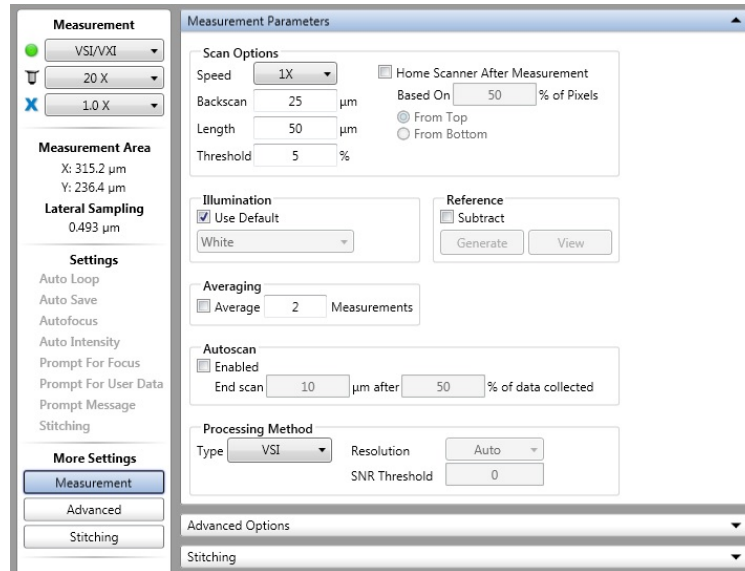 Measurement
VSI/VXI
20 X
1.0 X
Measurement Area
X: 315.2 µm
Y: 236.4 µm
Lateral Sampling
0.493 µm
Settings
Auto Loop
Auto Save
Autofocus
Auto Intensity
Prompt For Focus
Prompt For User Data
Prompt Message
Stitching
More Settings
Measurement
Advanced
Stitching
Measurement Parameters
Scan Options
Speed 1X
Backscan 25 µm
Length 50 µm
Threshold 5 %
Home Scanner After Measurement
Based On 50 % of Pixels
From Top
From Bottom
Illumination
Use Default
White
Reference
Subtract
Generate View
Averaging
Average 2 Measurements
Autoscan
Enabled
End scan 10 µm after 50 % of data collected
Processing Method
Type VSI Resolution Auto
SNR Threshold 0
Advanced Options
Stitching